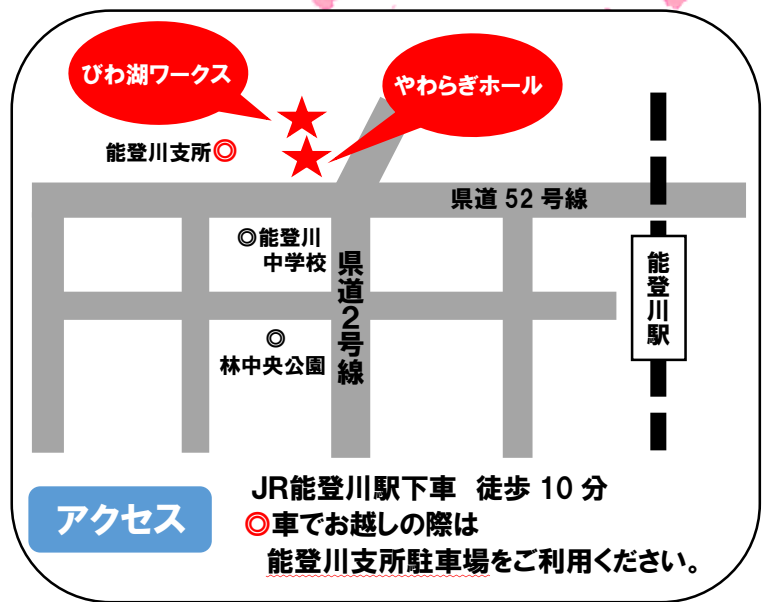 びわ湖ワークス
やわらぎホール
能登川支所◎
県道 52 号線
◎能登川
中学校
県道2号線
能登川駅
◎
林中央公園
アクセス
JR能登川駅下車 徒歩 10 分
◎車でお越しの際は
能登川支所駐車場をご利用ください。